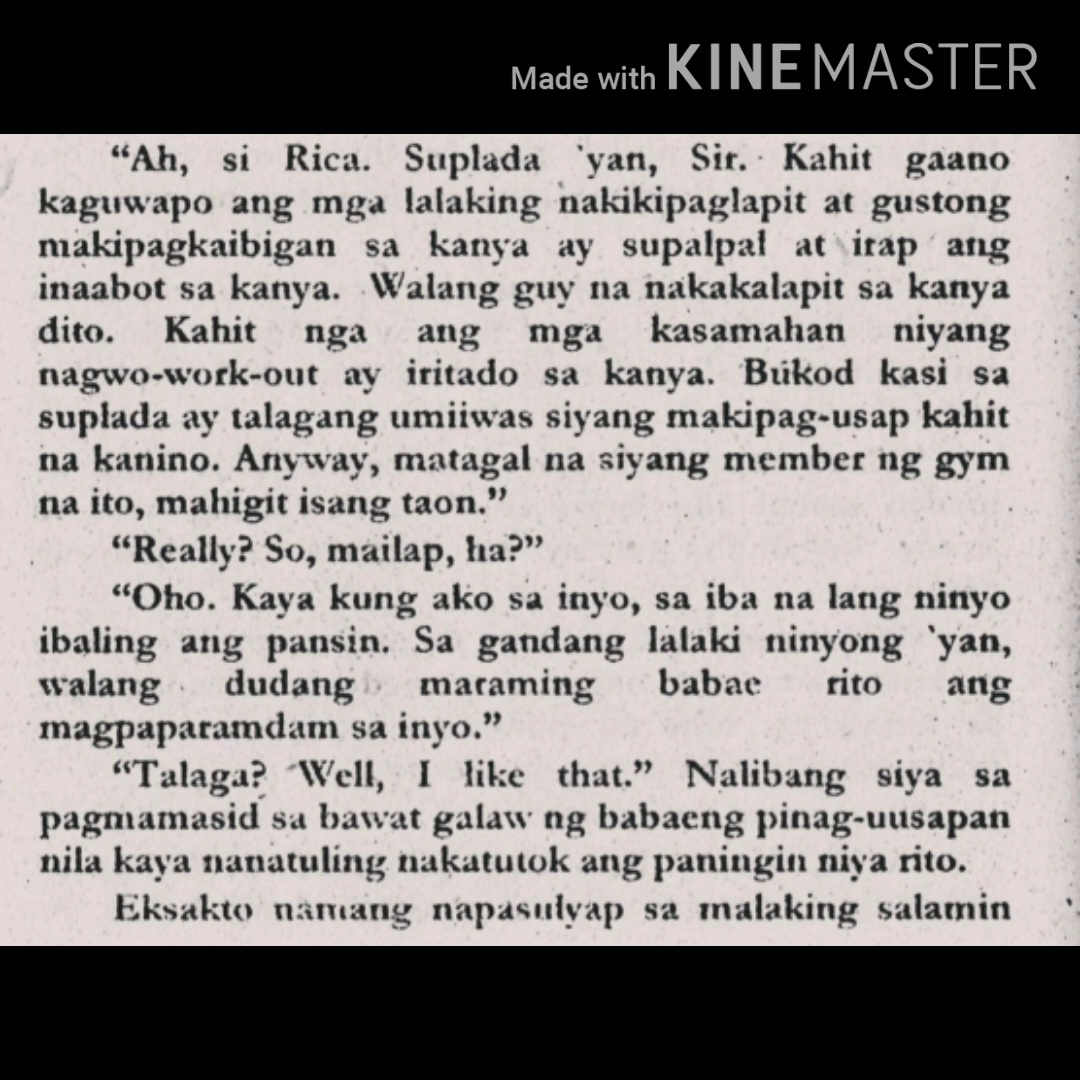 Made with KINEMASTER
“Ah, si Rica. Suplada 'yan, Sir. Kahit gaano
kaguwapo ang mga lalaking nakikipaglapit at gustong
makipagkaibigan sa kanya ay supalpal at irap ang
inaabot sa kanya. Walang guy na nakakalapit sa kanya
dito. Kahit nga ang mga kasamahan niyang
nagwo-work-out ay iritado sa kanya. Bukod kasi sa
suplada ay talagang umiiwas siyang makipag-usap kahit
na kanino. Anyway, matagal na siyang member ng gym
na ito, mahigit isang taon.”
“Really? So, mailap, ha?”
“Oho. Kaya kung ako sa inyo, sa iba na lang ninyo
ibaling ang pansin. Sa gandang lalaki ninyong 'yan,
walang dudang maraming babae rito ang
magpaparamdam sa inyo.”
“Talaga? Well, I like that.” Nalibang siya sa
pagmamasid sa bawat galaw ng babaeng pinag-uusapan
nila kaya nanatuling nakatutok ang paningin niya rito.
Eksakto namang napasulyap sa malaking salamin